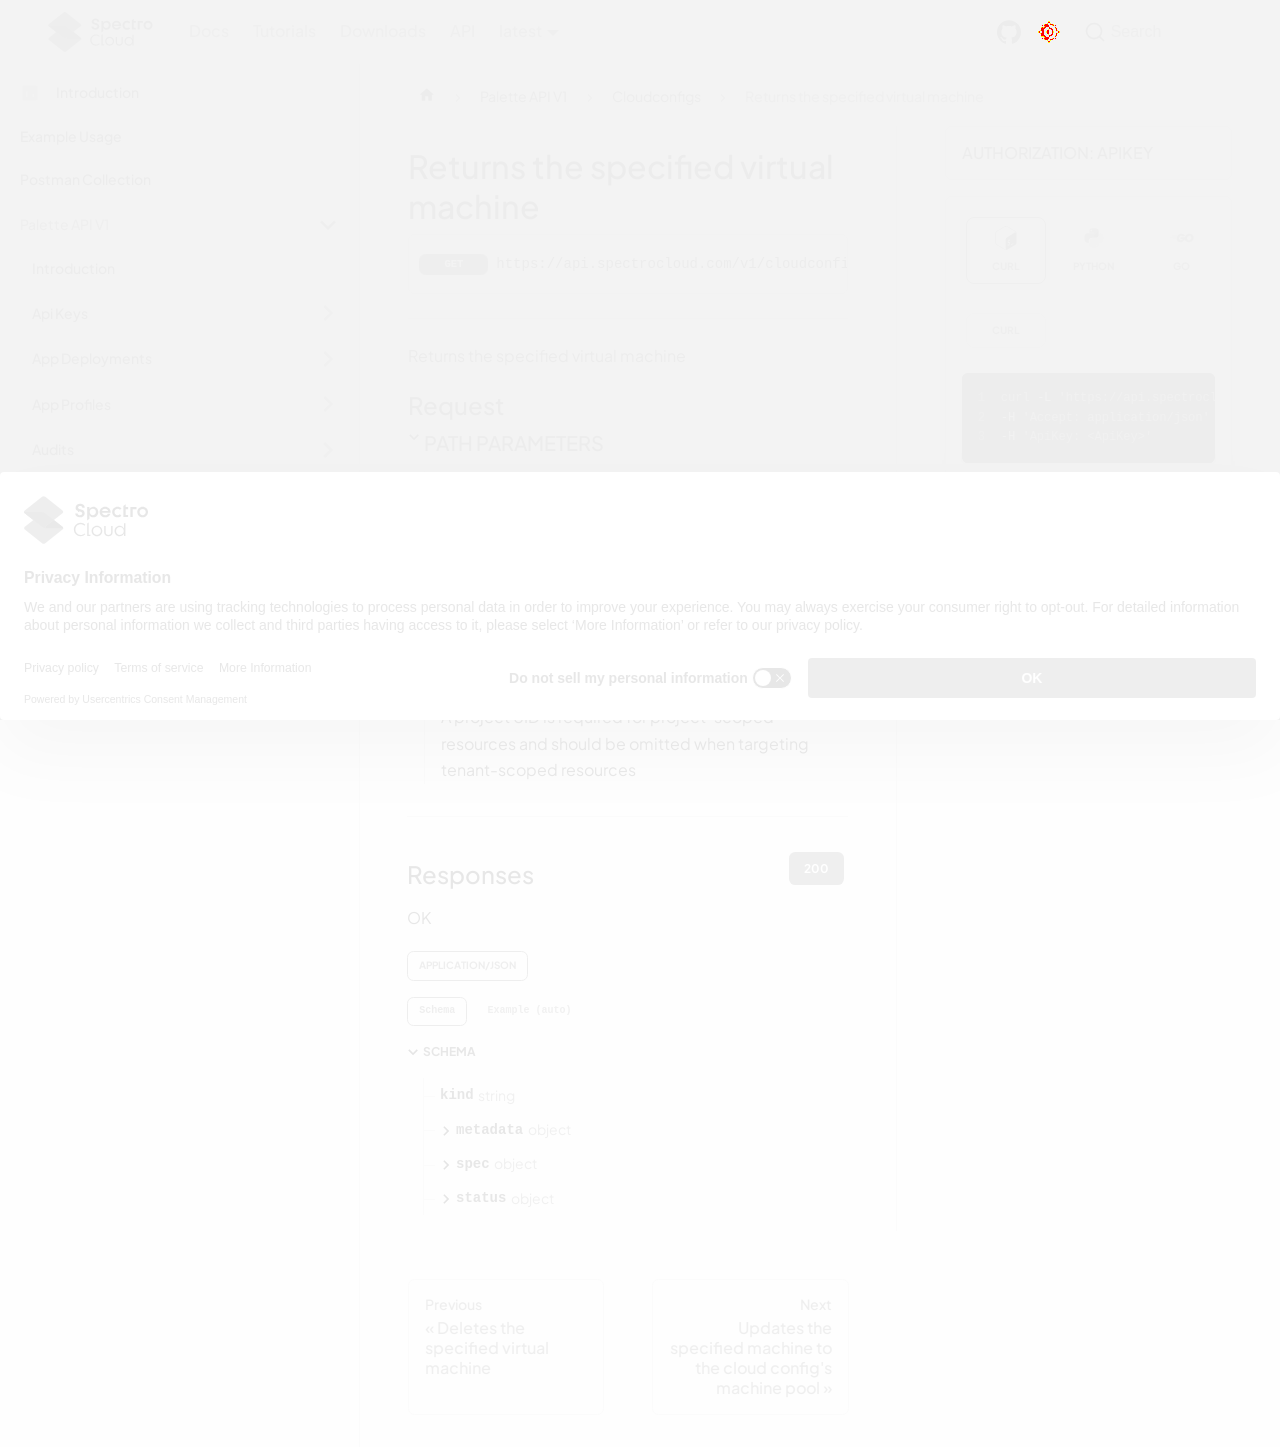 Spectro
Cloud
Docs Tutorials Downloads API latest
Search
Introduction
Example Usage
Postman Collection
Palette API V1
Introduction
Api Keys
App Deployments
App Profiles
Audits
Palette API V1
Cloudconfigs
Returns the specified virtual machine
Returns the specified virtual
machine
GET https://api.spectrocloud.com/v1/cloudconfi
Returns the specified virtual machine
Request
PATH PARAMETERS
AUTHORIZATION: APIKEY
CURL PYTHON GO
CURL
Spectro
Cloud
Privacy Information
We and our partners are using tracking technologies to process personal data in order to improve your experience. You may always exercise your consumer right to opt-out. For detailed information
about personal information we collect and third parties having access to it, please select ‘More Information’ or refer to our privacy policy.
Privacy policy Terms of service More Information
Powered by Usercentrics Consent Management
Do not sell my personal information
OK
A project UID is required for project-scoped
resources and should be omitted when targeting
tenant-scoped resources
Responses
200
OK
APPLICATION/JSON
Schema Example (auto)
SCHEMA
kind string
metadata object
spec object
status object
Previous
« Deletes the
specified virtual
machine
Next
Updates the
specified machine to
the cloud config's
machine pool »